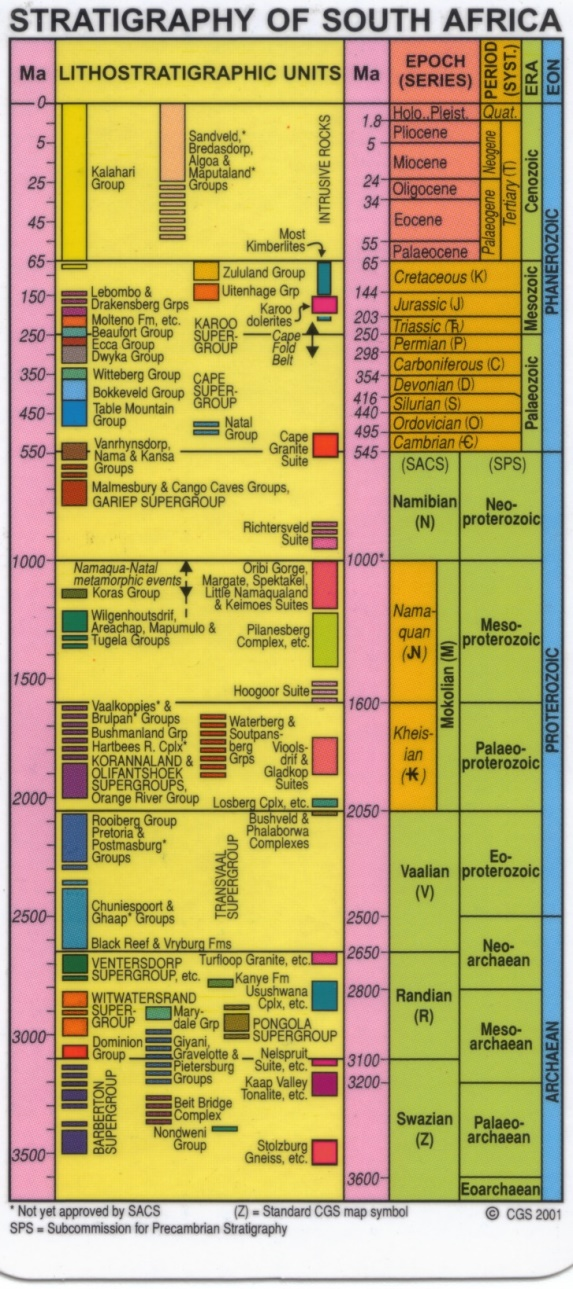 STRATIGRAPHY OF SOUTH AFRICA
Ma
LITHOSTRATIGRAPHIC UNITS
Ma
EPOCH
(SERIES)
PERIOD
(SYST.)
ERA
EON
0
5
25
45
65
150
250
350
450
550
1000
1500
2000
2500
3000
3500
Kalahari
Group
Sandveld,*
Bredasdorp,
Algoa &
Maputaland*
Groups
INTRUSIVE ROCKS
Most
Kimberlites
Zululand Group
Uitenhage Grp
Lebombo &
Drakensberg Grps
Molteno Fm, etc.
Beaufort Group
Ecca Group
Dwyka Group
KAROO
SUPER-
GROUP
Karoo
dolerites
Cape
Fold
Belt
Witteberg Group
Bokkeveld Group
Table Mountain
Group
CAPE
SUPER-
GROUP
Natal
Group
Cape
Granite
Suite
Vanrhynsdorp,
Nama & Kansa
Groups
Malmesbury & Cango Caves Groups,
GARIEP SUPERGROUP
Richtersveld
Suite
Namaqua-Natal
metamorphic events
Koras Group
Oribi Gorge,
Margate, Spektakel,
Little Namaqualand
& Keimoes Suites
Wilgenhoutsdrif,
Areachap, Mapumulo &
Tugela Groups
Pilanesberg
Complex, etc.
Hoogoor Suite
Vaalkoppies* &
Brulpan* Groups
Bushmanland Grp
Hartbees R. Cplx*
KORANNALAND &
OLIFANTSHOEK
SUPERGROUPS,
Orange River Group
Waterberg &
Soutpans-
berg
Grps
Viools-
drif &
Gladkop
Suites
Losberg Cplx, etc.
Rooiberg Group
Pretoria &
Postmasburg*
Groups
Bushveld &
Phalaborwa
Complexes
TRANSVAAL
SUPERGROUP
Chuniespoort &
Ghaap* Groups
Black Reef & Vryburg Fms
VENTERSDORP
SUPERGROUP, etc.
Turfloop Granite, etc.
Kanye Fm
Usushwana
Cplx, etc.
WITWATERSRAND
SUPER-
GROUP
Mary-
dale Grp
PONGOLA
SUPERGROUP
Dominion
Group
Giyani,
Gravelotte &
Pietersburg
Groups
Nelspruit
Suite, etc.
Kaap Valley
Tonalite, etc.
BARBERTON
SUPERGROUP
Beit Bridge
Complex
Nondweni
Group
Stolzburg
Gneiss, etc.
1.8
5
24
34
55
65
144
203
250
298
354
416
440
495
545
1000*
1600
2050
2500
2650
2800
3100
3200
3600
Holo..Pleist.
Pliocene
Miocene
Oligocene
Eocene
Palaeocene
Quat.
Neogene
Palaeogene
Tertiary (T)
Cenozoic
Cretaceous (K)
Jurassic (J)
Triassic (Ꞧ)
Mesozoic
Permian (P)
Carboniferous (C)
Devonian (D)
Silurian (S)
Ordovician (O)
Cambrian (Є)
Palaeozoic
PHANEROZOIC
(SACS)
(SPS)
Namibian
(N)
Neo-
proterozoic
Nama-
quan
(JN)
Mokolian (M)
Meso-
proterozoic
Kheis-
ian
(K)
Palaeo-
proterozoic
PROTEROZOIC
Vaalian
(V)
Eo-
proterozoic
Neo-
archaean
Randian
(R)
Meso-
archaean
Swazian
(Z)
Palaeo-
archaean
Eoarchaean
ARCHAEAN
* Not yet approved by SACS
(Z) = Standard CGS map symbol
© CGS 2001
SPS = Subcommission for Precambrian Stratigraphy